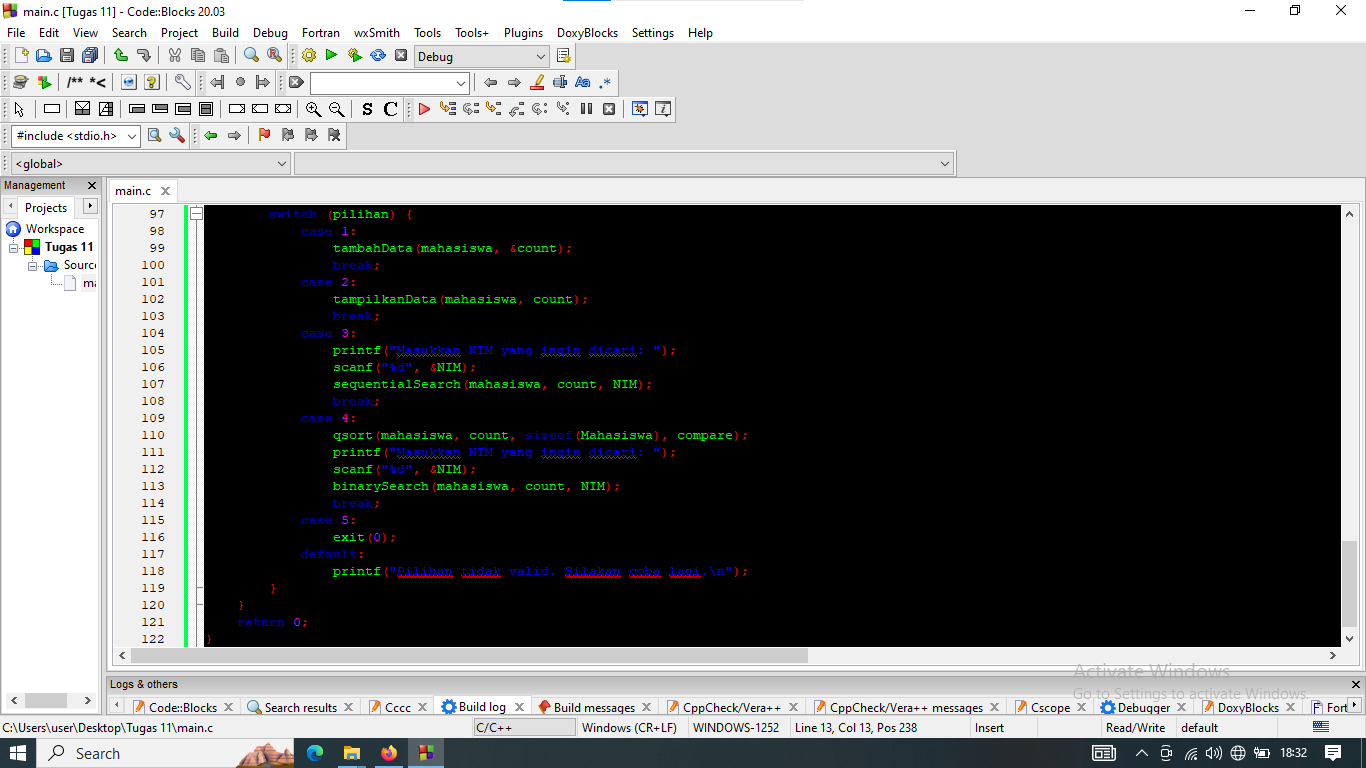 main.c [Tugas 11] - Code::Blocks 20.03
File Edit View Search Project Build Debug Fortran wxSmith Tools Tools+ Plugins DoxyBlocks Settings Help
Debug
/** *<
S C
#include <stdio.h>
<global>
Management
main.c
Projects
Workspace
Tugas 11
Sourc
ma
97 switch (pilihan) {
98 case 1:
99 tambahData(mahasiswa, &count);
100 break;
101 case 2:
102 tampilkanData(mahasiswa, count);
103 break;
104 case 3:
105 printf("Masukkan NIM yang ingin dicari: ");
106 scanf("%d", &NIM);
107 sequentialSearch(mahasiswa, count, NIM);
108 break;
109 case 4:
110 qsort(mahasiswa, count, sizeof(Mahasiswa), compare);
111 printf("Masukkan NIM yang ingin dicari: ");
112 scanf("%d", &NIM);
113 binarySearch(mahasiswa, count, NIM);
114 break;
115 case 5:
116 exit(0);
117 default:
118 printf("Pilihan tidak valid. Silakan coba lagi.\n");
119 }
120 }
121 return 0;
122 }
Activate Windows
Go to Settings to activate Windows.
Logs & others
Code::Blocks Search results Cccc Build log Build messages CppCheck/Vera++ CppCheck/Vera++ messages Cscope Debugger DoxyBlocks Fort
C:\Users\user\Desktop\Tugas 11\main.c C/C++ Windows (CR+LF) WINDOWS-1252 Line 13, Col 13, Pos 238 Insert Read/Write default
Search 18:32